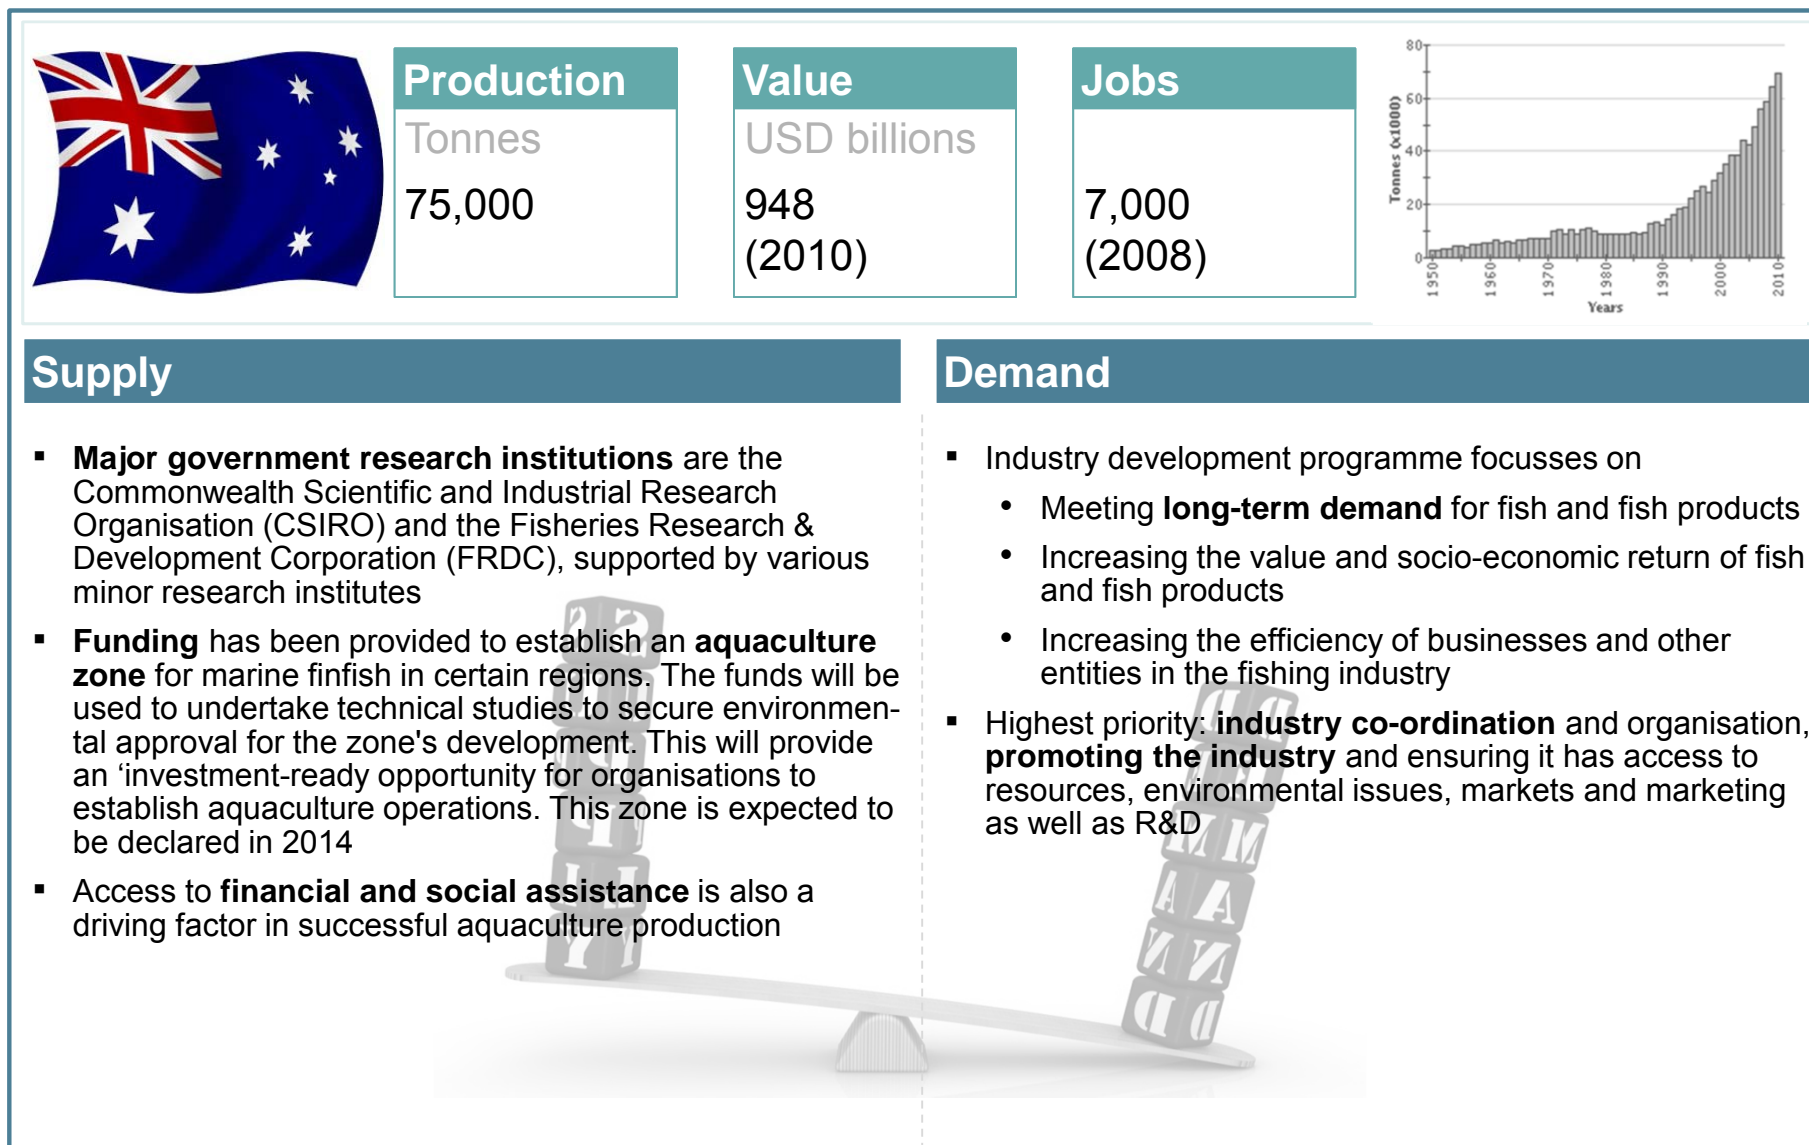 Production
Tonnes
75,000
Value
USD billions
948
(2010)
Jobs
7,000
(2008)
Tonnes (x1000)
80
60
40
20
0
1950
1960
1970
1980
1990
2000
2010
Years
Supply
▪ Major government research institutions are the
Commonwealth Scientific and Industrial Research
Organisation (CSIRO) and the Fisheries Research &
Development Corporation (FRDC), supported by various
minor research institutes
▪ Funding has been provided to establish an aquaculture
zone for marine finfish in certain regions. The funds will be
used to undertake technical studies to secure environmen-
tal approval for the zone's development. This will provide
an ‘investment-ready opportunity for organisations to
establish aquaculture operations. This zone is expected to
be declared in 2014
▪ Access to financial and social assistance is also a
driving factor in successful aquaculture production
Demand
▪ Industry development programme focusses on
• Meeting long-term demand for fish and fish products
• Increasing the value and socio-economic return of fish
and fish products
• Increasing the efficiency of businesses and other
entities in the fishing industry
▪ Highest priority: industry co-ordination and organisation,
promoting the industry and ensuring it has access to
resources, environmental issues, markets and marketing
as well as R&D